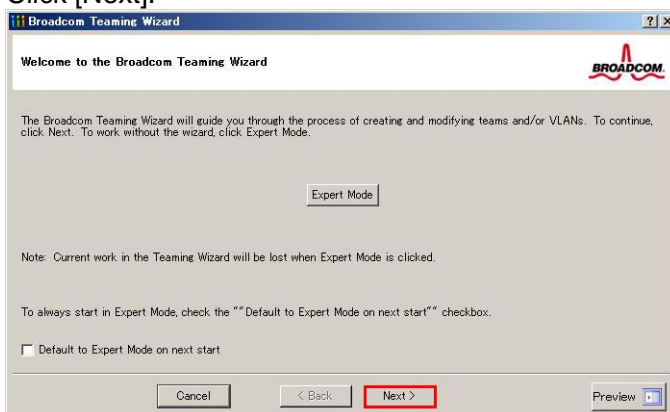 Click [Next].
Broadcom Teaming Wizard
Welcome to the Broadcom Teaming Wizard
BROADCOM.
The Broadcom Teaming Wizard will guide you through the process of creating and modifying teams and/or VLANs. To continue,
click Next. To work without the wizard, click Expert Mode.
Expert Mode
Note: Current work in the Teaming Wizard will be lost when Expert Mode is clicked.
To always start in Expert Mode, check the ""Default to Expert Mode on next start"" checkbox.
Default to Expert Mode on next start
Cancel
< Back
Next >
Preview